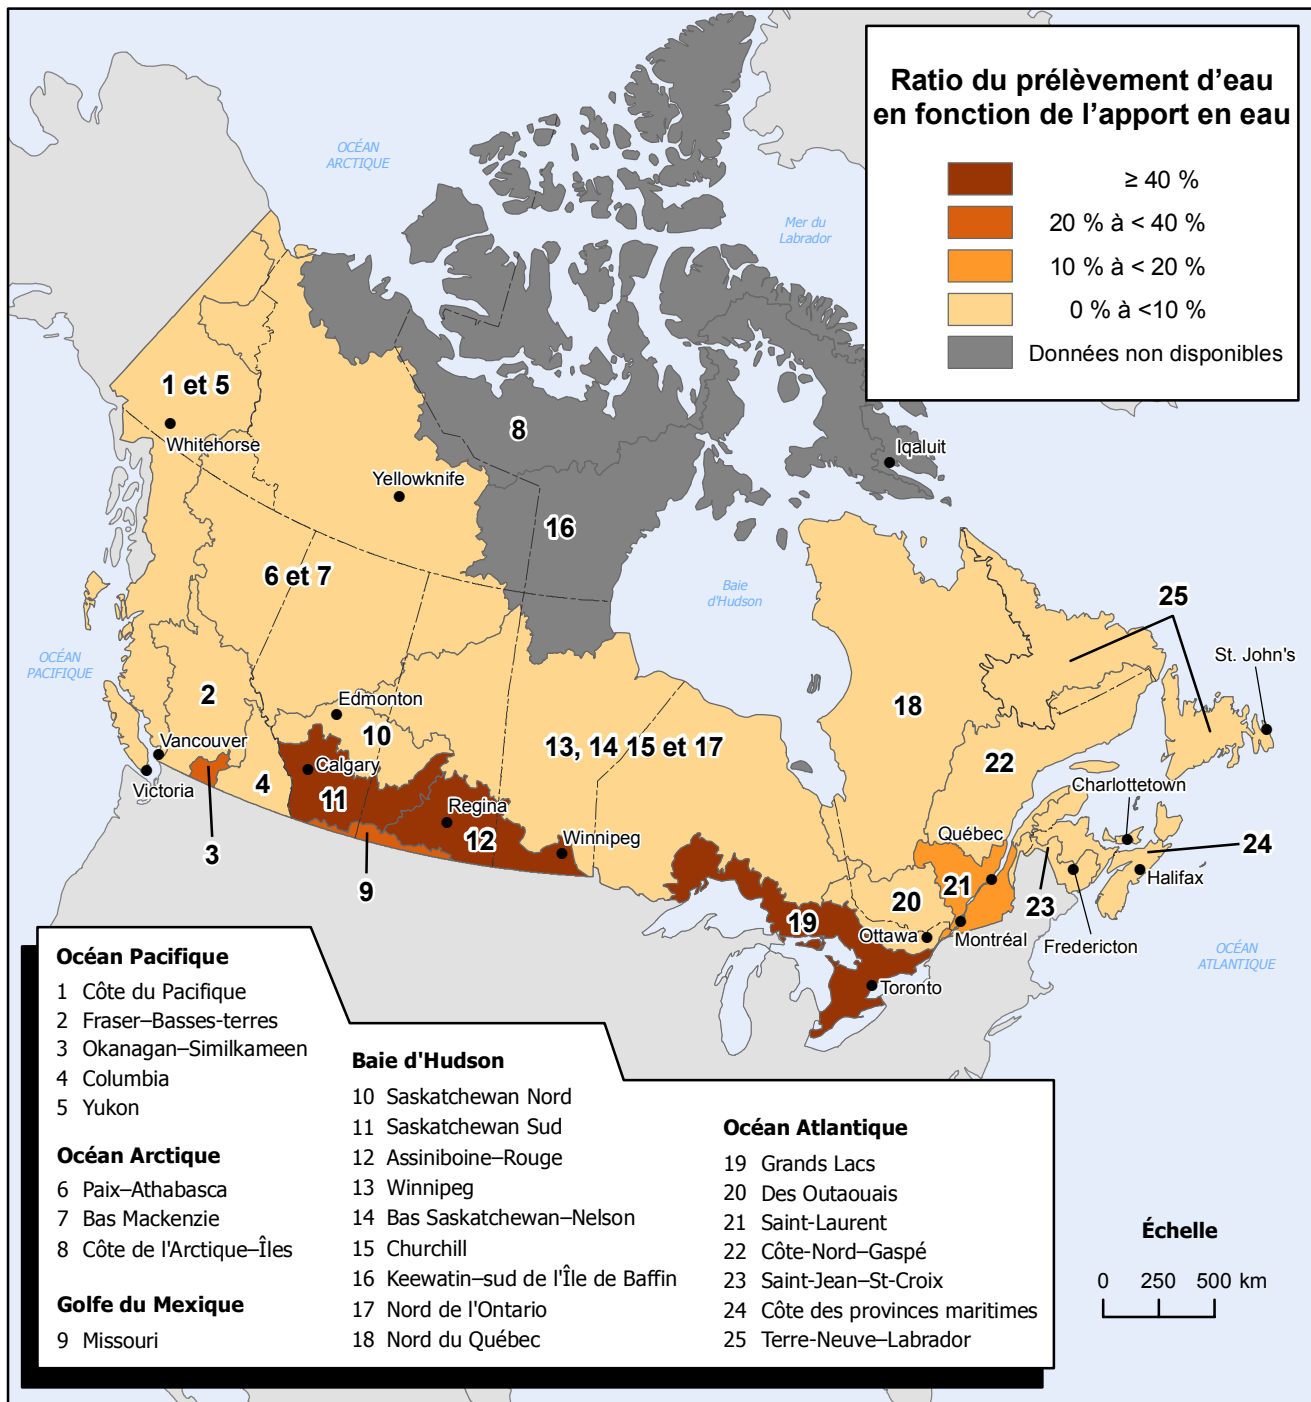 Ratio du prélèvement d'eau
en fonction de l'apport en eau
≥ 40 %
20 % à < 40 %
10 % à < 20 %
0 % à <10 %
Données non disponibles
OCÉAN
ARCTIQUE
Mer du
Labrador
1 et 5
Whitehorse
8
Iqaluit
Yellowknife
16
6 et 7
Baie
d'Hudson
25
OCÉAN
PACIFIQUE
St. John's
2
Edmonton
18
10
Vancouver
13, 14 15 et 17
Calgary
22
4
Victoria
11
Charlottetown
Regina
3
12
Winnipeg
Québec
24
9
21
Halifax
20
23
19
Ottawa
Montréal
Fredericton
Toronto
OCÉAN
ATLANTIQUE
Océan Pacifique
1 Côte du Pacifique
2 Fraser–Basses-terres
3 Okanagan–Similkameen
4 Columbia
5 Yukon
Océan Arctique
6 Paix–Athabasca
7 Bas Mackenzie
8 Côte de l'Arctique–Îles
Golfe du Mexique
9 Missouri
Baie d'Hudson
10 Saskatchewan Nord
11 Saskatchewan Sud
12 Assiniboine–Rouge
13 Winnipeg
14 Bas Saskatchewan–Nelson
15 Churchill
16 Keewatin–sud de l'Île de Baffin
17 Nord de l'Ontario
18 Nord du Québec
Océan Atlantique
19 Grands Lacs
20 Des Outaouais
21 Saint-Laurent
22 Côte-Nord–Gaspé
23 Saint-Jean–St-Croix
24 Côte des provinces maritimes
25 Terre-Neuve–Labrador
Échelle
0 250 500 km